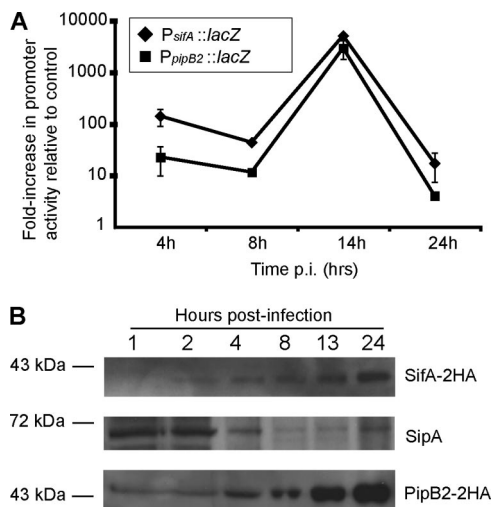 A
PsifA::lacZ
PpipB2::lacZ
Fold-increase in promoter
activity relative to control
10000
1000
100
10
1
4h 8h 14h 24h
Time p.i. (hrs)
B
Hours post-infection
1 2 4 8 13 24
43 kDa
SifA-2HA
72 kDa
SipA
43 kDa
PipB2-2HA